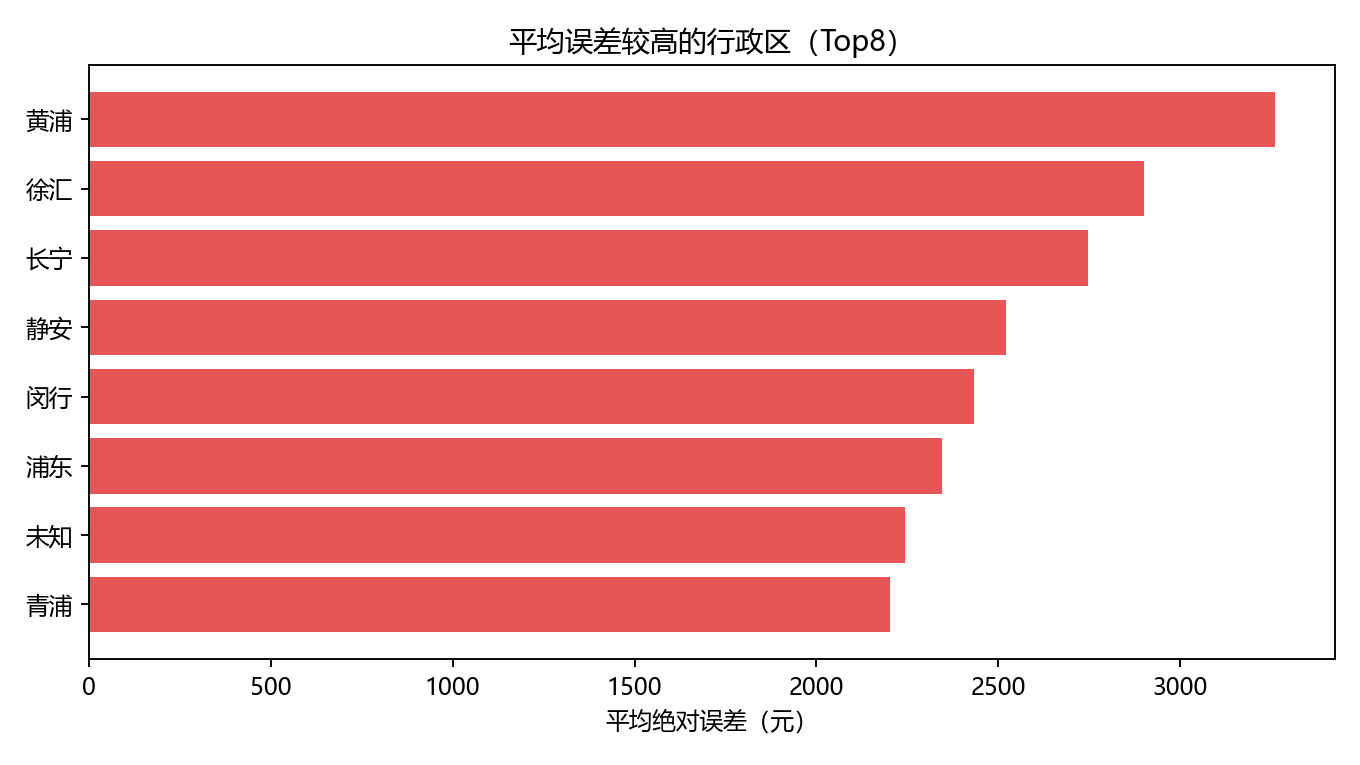 平均误差较高的行政区（Top8）
黄浦
徐汇
长宁
静安
闵行
浦东
未知
青浦
0 500 1000 1500 2000 2500 3000
平均绝对误差（元）